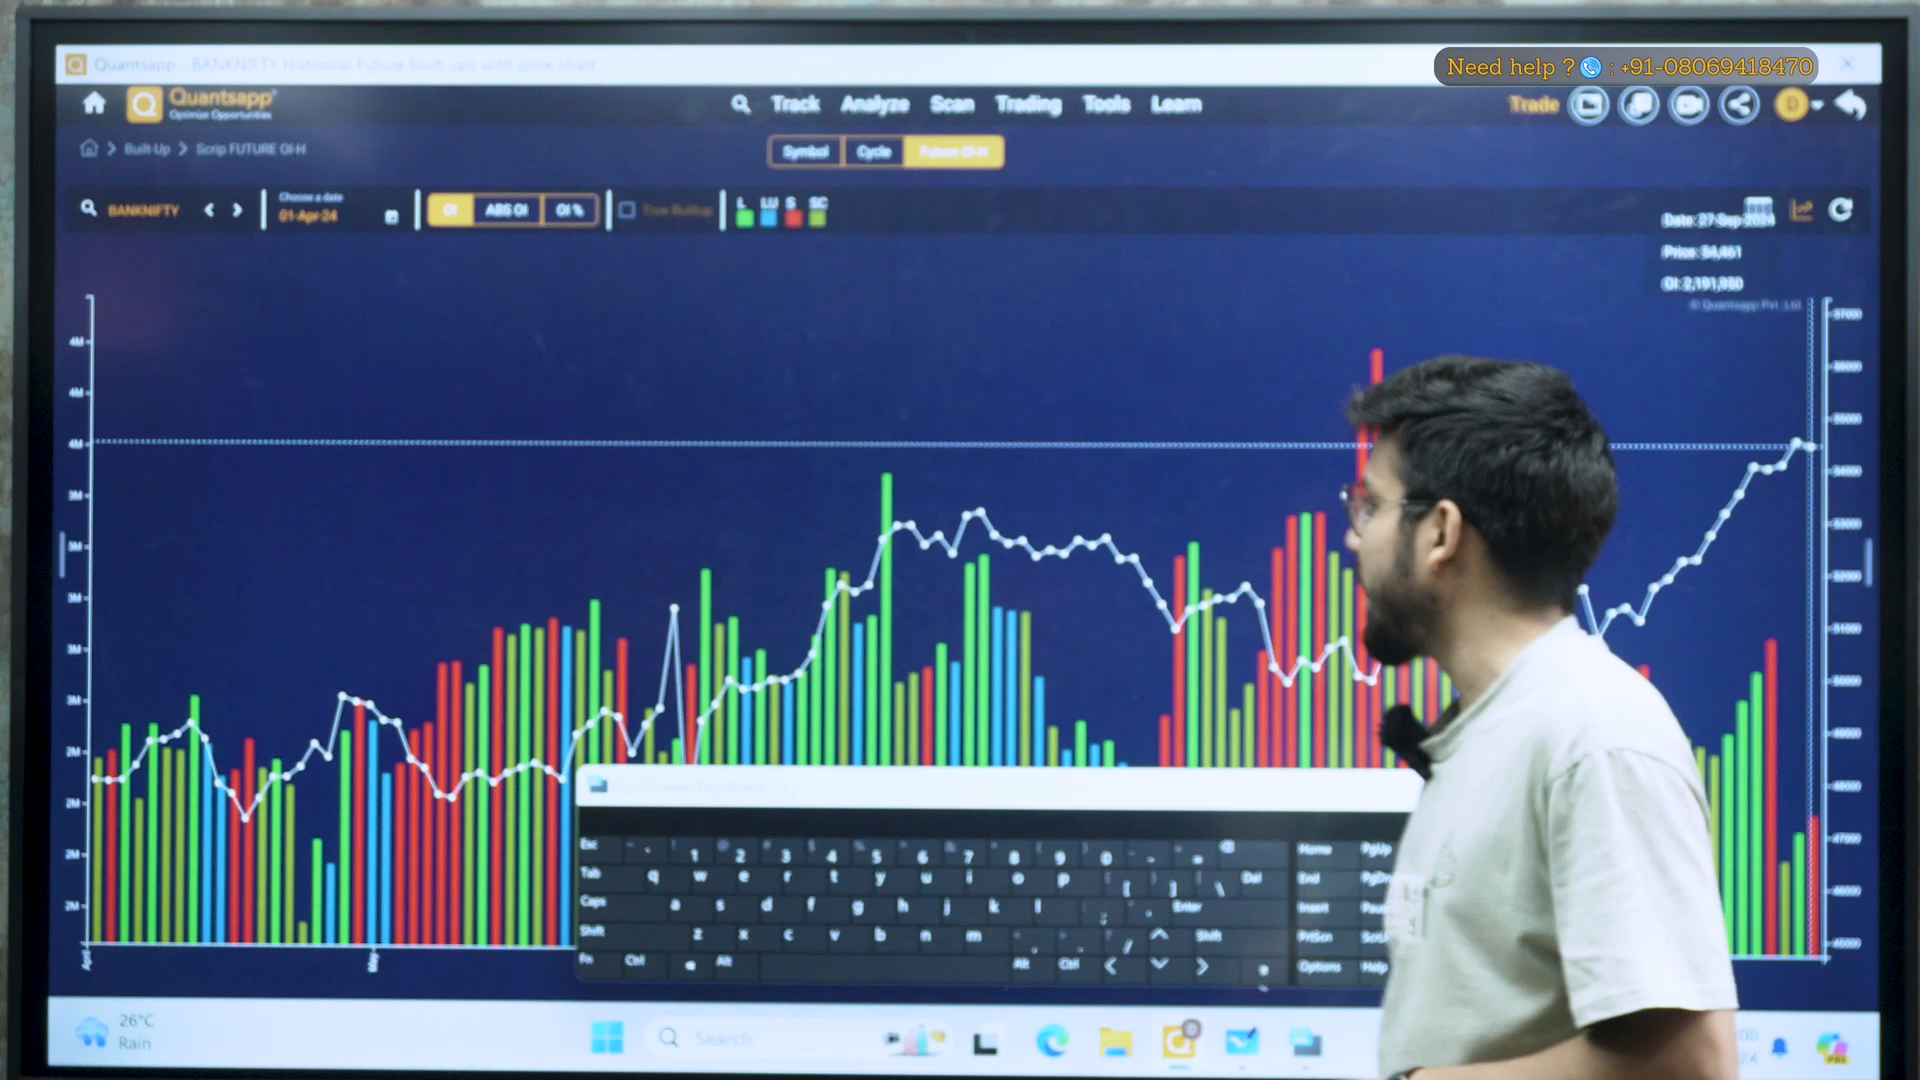 Need help ? : +91-08069418470
Quantsapp - BANKNIFTY Historical Future built-ups with price chart
Quantsapp
Optimize Opportunities
Track Analyze Scan Trading Tools Learn
Trade
D
Built-Up > Scrip FUTURE OI-H
Symbol Cycle Future OI-H
BANKNIFTY
Choose a date
01-Apr-24
OI ABS OI OI %
True Builtup
L LU S SC
Date: 27-Sep-2024
Price: 54,461
OI: 2,191,950
© Quantsapp Pvt. Ltd.
4M
4M
4M
3M
3M
3M
3M
3M
2M
2M
2M
2M
57000
56000
55000
54000
53000
52000
51000
50000
49000
48000
47000
46000
45000
April
May
On-Screen Keyboard
Esc 1 2 3 4 5 6 7 8 9 0 Home PgUp
Tab q w e r t y u i o p [ ] \ Del End PgDn
Caps a s d f g h j k l ; Enter Insert Pause
Shift z x c v b n m , . / Shift PrtScn
Fn Ctrl Alt Alt Ctrl Options Help
26°C
Rain
Search